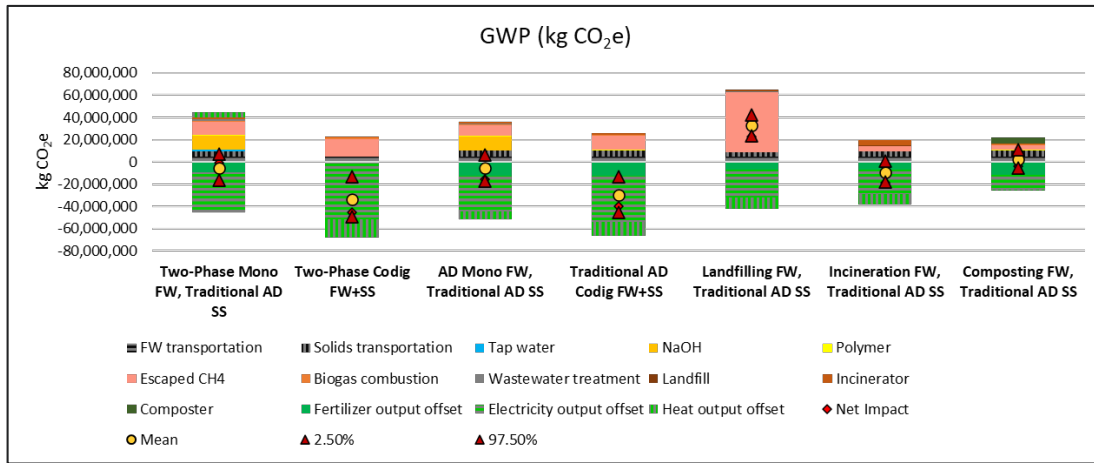 GWP (kg CO₂e)
kg CO₂e
80,000,000
60,000,000
40,000,000
20,000,000
0
-20,000,000
-40,000,000
-60,000,000
-80,000,000
Two-Phase Mono
FW, Traditional AD
SS
Two-Phase Codig
FW+SS
AD Mono FW,
Traditional AD SS
Traditional AD
Codig FW+SS
Landfilling FW,
Traditional AD SS
Incineration FW,
Traditional AD SS
Composting FW,
Traditional AD SS
FW transportation Solids transportation Tap water NaOH Polymer
Escaped CH4 Biogas combustion Wastewater treatment Landfill Incinerator
Composter Fertilizer output offset Electricity output offset Heat output offset Net Impact
Mean 2.50% 97.50%